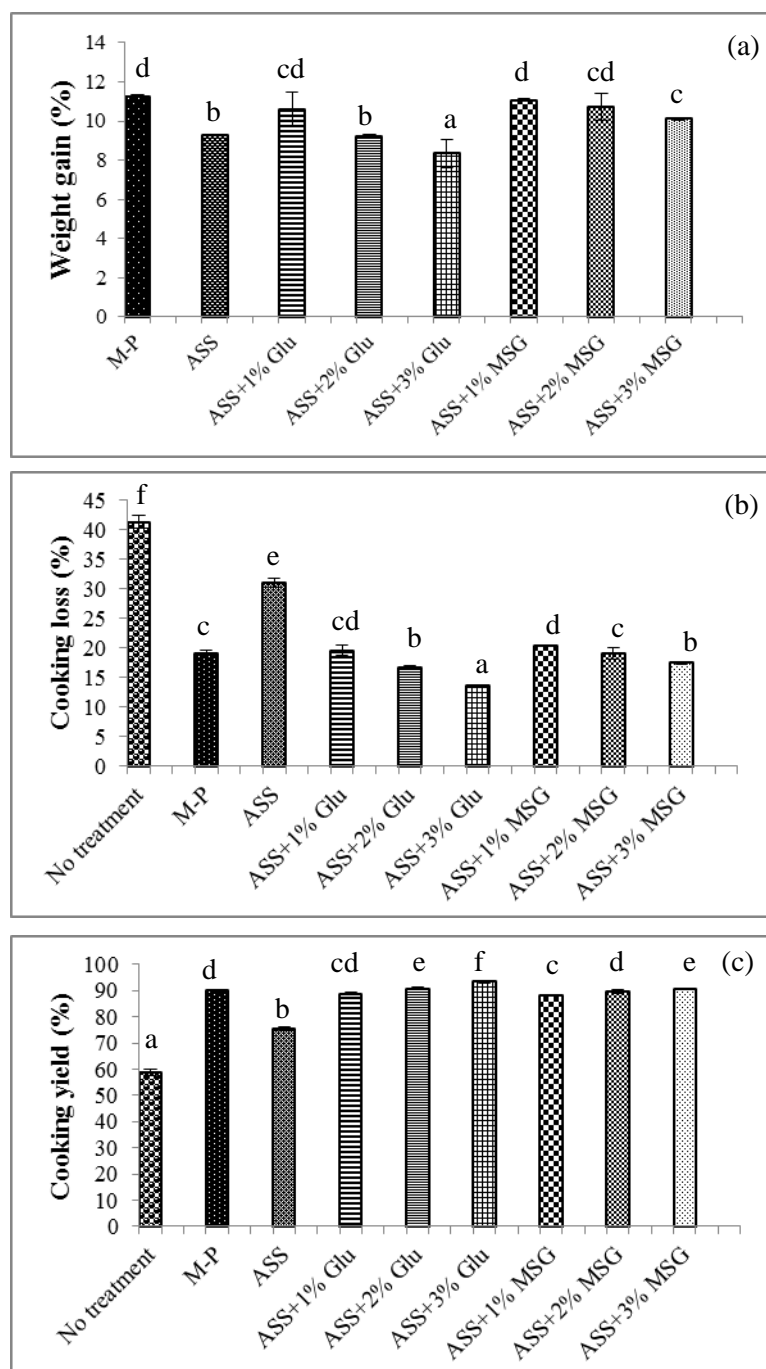 (a)
Weight gain (%)
14
12
10
8
6
4
2
0
d
b
cd
b
a
d
cd
c
M-P
ASS
ASS+1% Glu
ASS+2% Glu
ASS+3% Glu
ASS+1% MSG
ASS+2% MSG
ASS+3% MSG
(b)
Cooking loss (%)
45
40
35
30
25
20
15
10
5
0
f
c
e
cd
b
a
d
c
b
No treatment
M-P
ASS
ASS+1% Glu
ASS+2% Glu
ASS+3% Glu
ASS+1% MSG
ASS+2% MSG
ASS+3% MSG
(c)
Cooking yield (%)
100
90
80
70
60
50
40
30
20
10
0
a
d
b
cd
e
f
c
d
e
No treatment
M-P
ASS
ASS+1% Glu
ASS+2% Glu
ASS+3% Glu
ASS+1% MSG
ASS+2% MSG
ASS+3% MSG